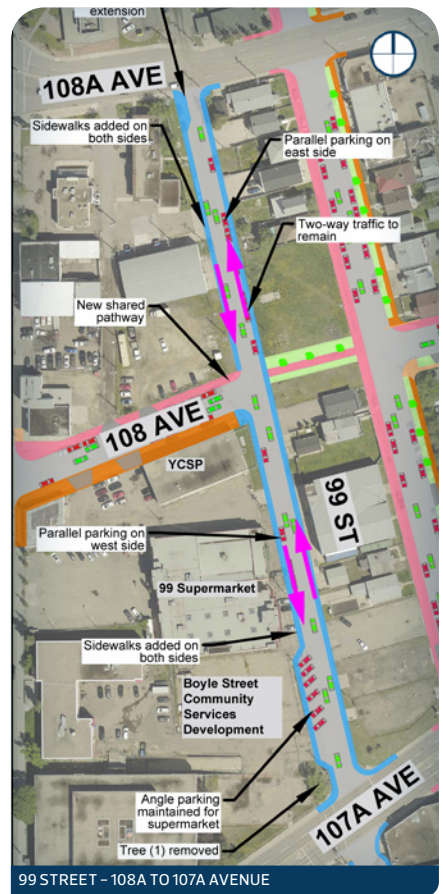 extension
108A AVE
Sidewalks added on
both sides
Parallel parking on
east side
Two-way traffic to
remain
New shared
pathway
108 AVE
YCSP
99 ST
Parallel parking on
west side
99 Supermarket
Sidewalks added on
both sides
Boyle Street
Community
Services
Development
Angle parking
maintained for
supermarket
107A AVE
Tree (1) removed
99 STREET – 108A TO 107A AVENUE